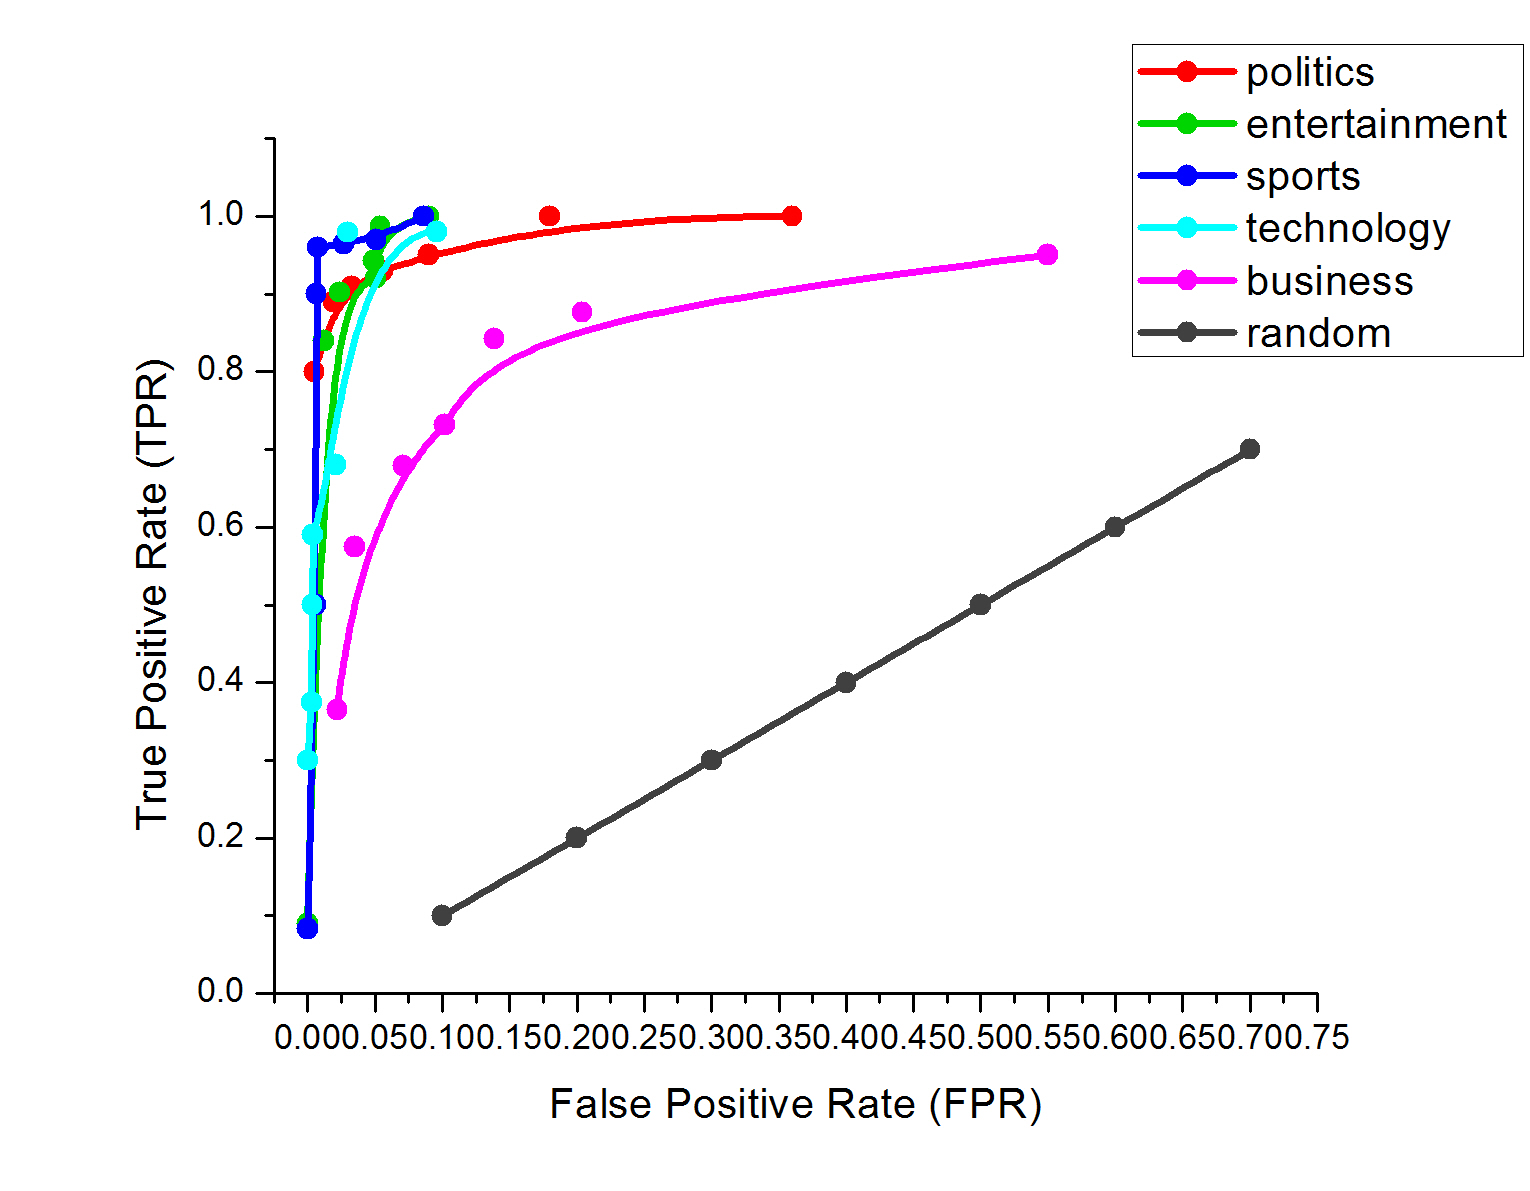 politics
entertainment
sports
technology
business
random
1.0
0.8
0.6
0.4
0.2
0.0
True Positive Rate (TPR)
0.000.050.100.150.200.250.300.350.400.450.500.550.600.650.700.75
False Positive Rate (FPR)